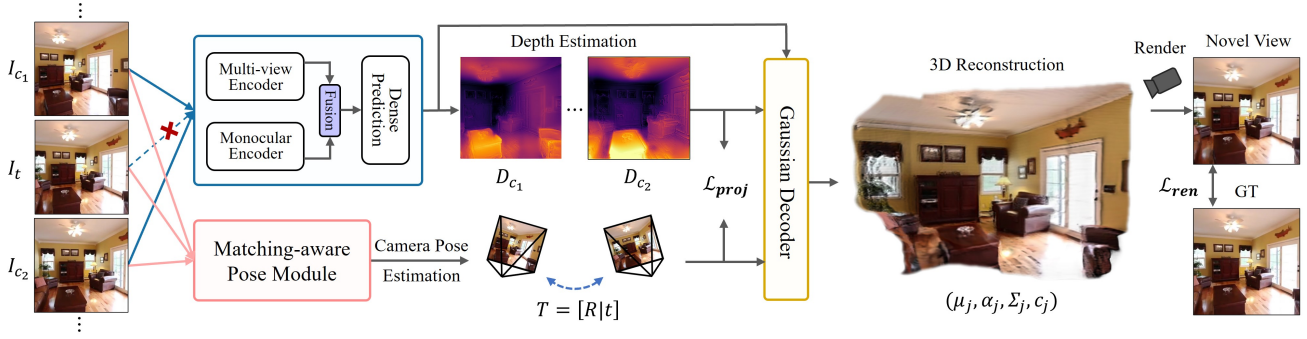 ⋮
I_{c_1}
I_t
I_{c_2}
⋮
Multi-view
Encoder
Monocular
Encoder
Fusion
Dense
Prediction
Matching-aware
Pose Module
Camera Pose
Estimation
Depth Estimation
...
D_{c_1}
D_{c_2}
T = [R|t]
ℒ_{proj}
Gaussian Decoder
3D Reconstruction
(μ_j, α_j, Σ_j, c_j)
Render
Novel View
ℒ_{ren}
GT